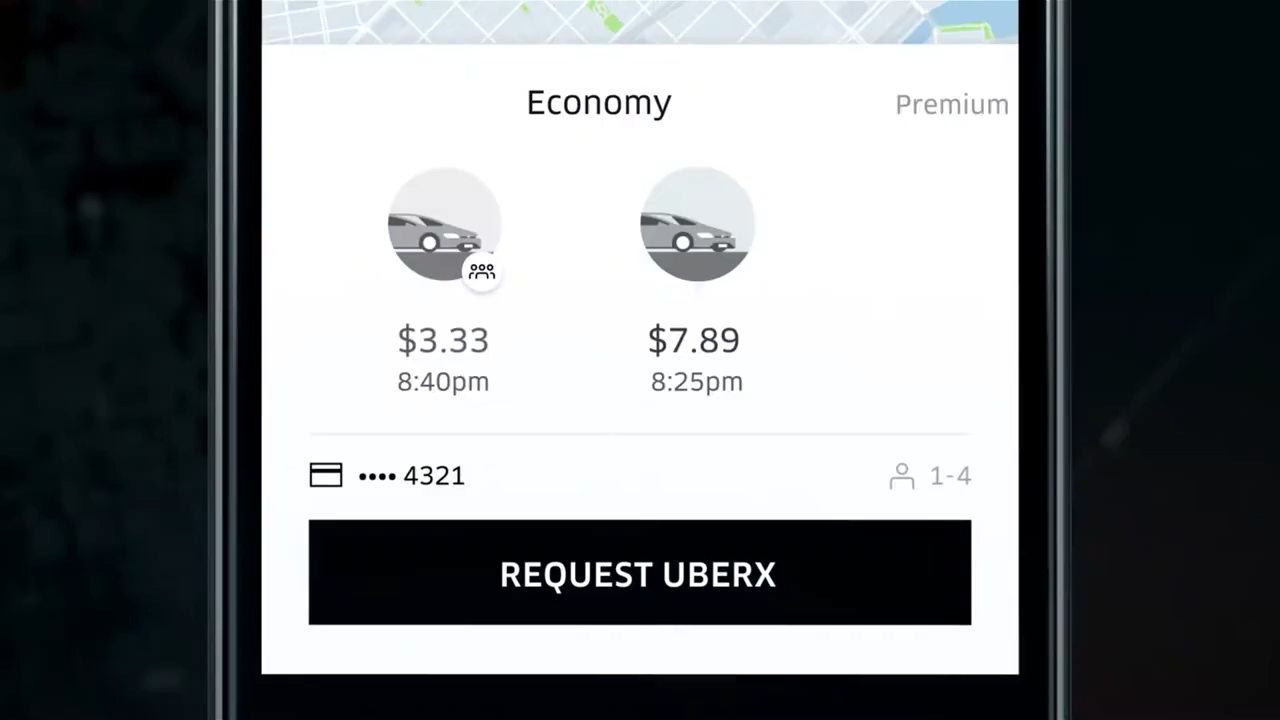 Economy
Premium
$3.33
$7.89
8:40pm
8:25pm
•••• 4321
1-4
REQUEST UBERX